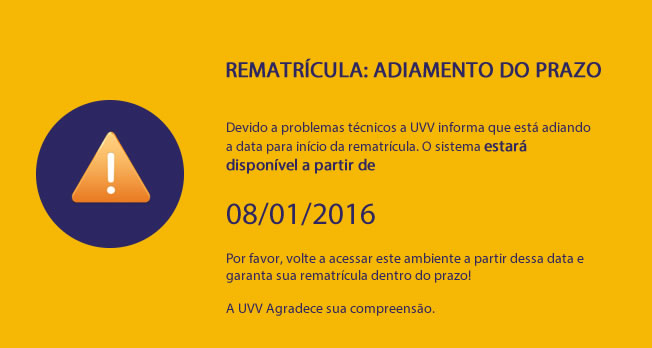 REMATRÍCULA: ADIAMENTO DO PRAZO
Devido a problemas técnicos a UVV informa que está adiando
a data para início da rematrícula. O sistema estará
disponível a partir de
08/01/2016
Por favor, volte a acessar este ambiente a partir dessa data e
garanta sua rematrícula dentro do prazo!
A UVV Agradece sua compreensão.